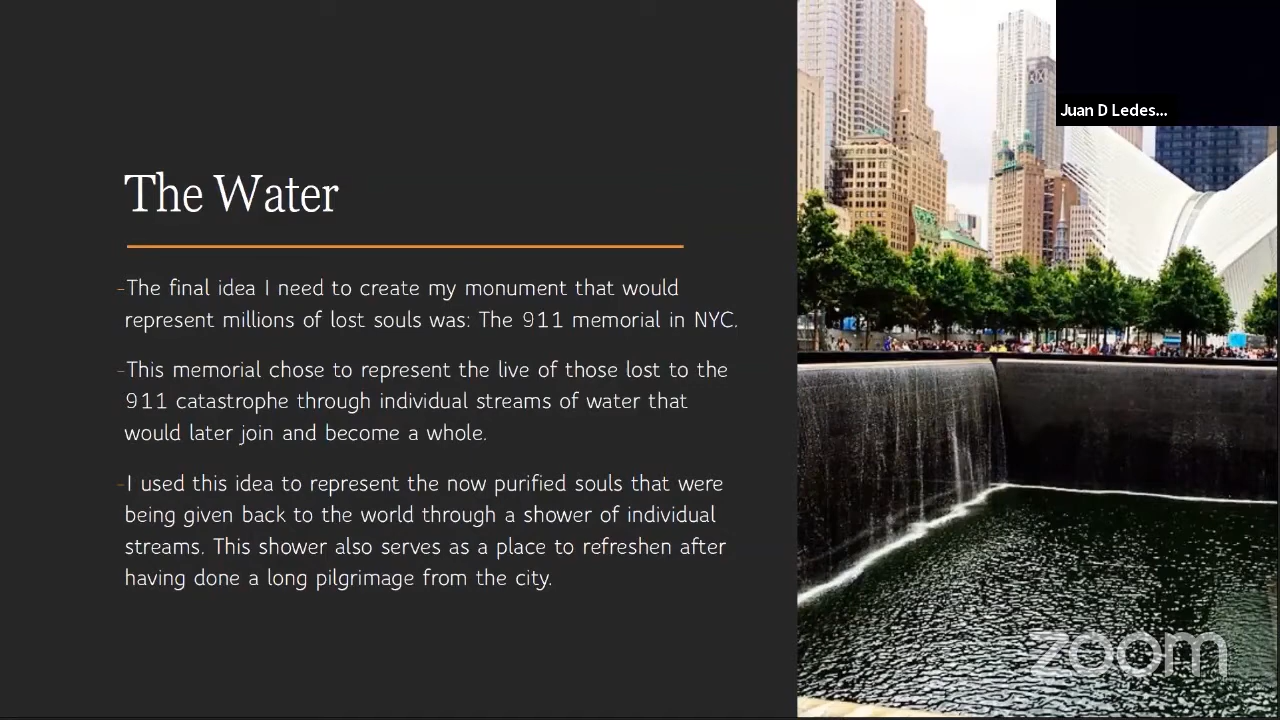 Juan D Ledes...
The Water
-The final idea I need to create my monument that would
represent millions of lost souls was: The 911 memorial in NYC.
-This memorial chose to represent the live of those lost to the
911 catastrophe through individual streams of water that
would later join and become a whole.
-I used this idea to represent the now purified souls that were
being given back to the world through a shower of individual
streams. This shower also serves as a place to refreshen after
having done a long pilgrimage from the city.
zoom